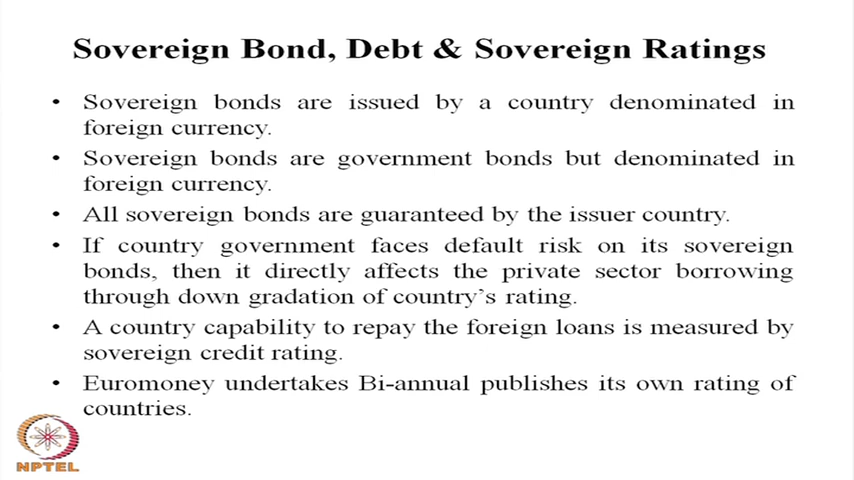 Sovereign Bond, Debt & Sovereign Ratings
• Sovereign bonds are issued by a country denominated in
foreign currency.
• Sovereign bonds are government bonds but denominated in
foreign currency.
• All sovereign bonds are guaranteed by the issuer country.
• If country government faces default risk on its sovereign
bonds, then it directly affects the private sector borrowing
through down gradation of country's rating.
• A country capability to repay the foreign loans is measured by
sovereign credit rating.
• Euromoney undertakes Bi-annual publishes its own rating of
countries.
NPTEL